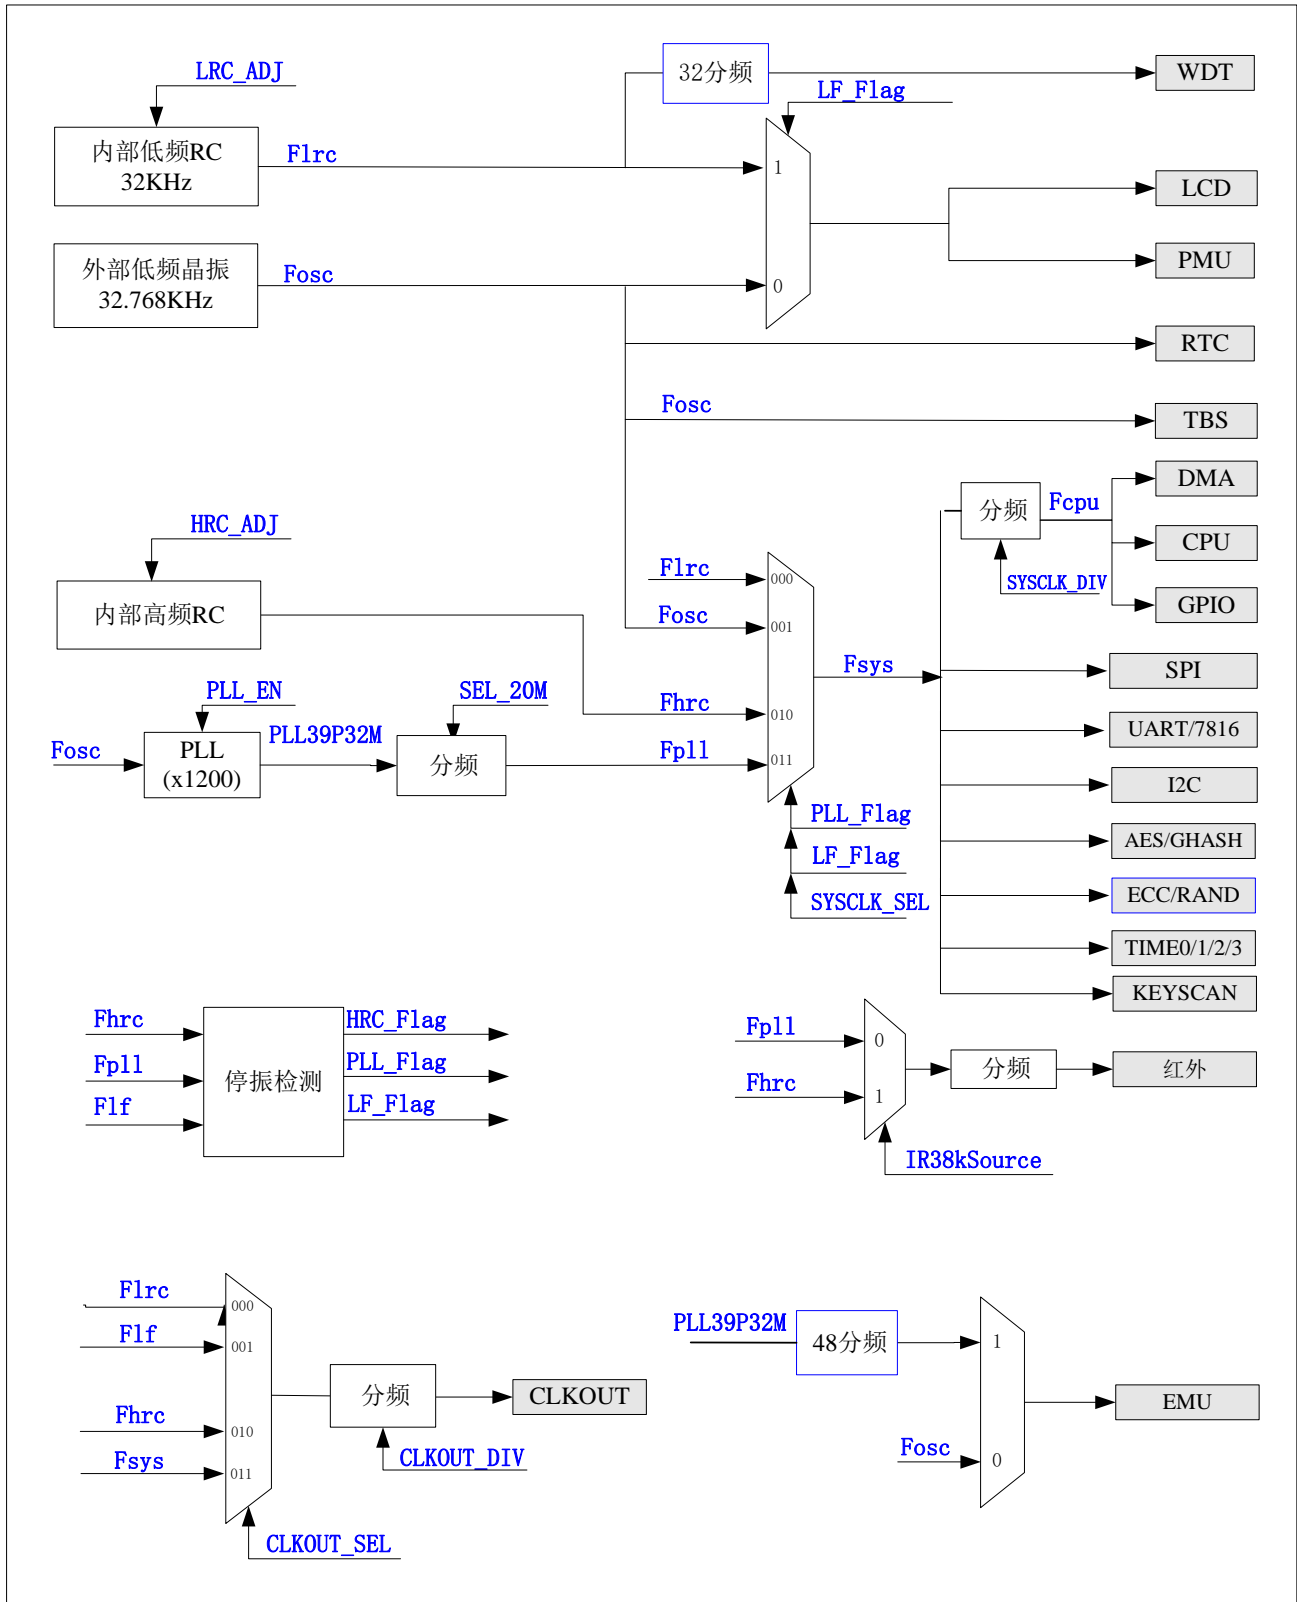 32分频
WDT
LRC_ADJ
LF_Flag
内部低频RC
32KHz
Flrc
1
LCD
外部低频晶振
32.768KHz
Fosc
0
PMU
RTC
Fosc
TBS
DMA
分频
Fcpu
HRC_ADJ
CPU
Flrc
000
SYSCLK_DIV
内部高频RC
Fosc
001
GPIO
Fsys
SPI
PLL_EN
SEL_20M
Fhrc
010
UART/7816
Fosc
PLL
(x1200)
PLL39P32M
分频
Fpll
011
I2C
PLL_Flag
AES/GHASH
LF_Flag
ECC/RAND
SYSCLK_SEL
TIME0/1/2/3
KEYSCAN
Fhrc
HRC_Flag
Fpll
0
Fpll
停振检测
PLL_Flag
分频
红外
Flf
LF_Flag
Fhrc
1
IR38kSource
Flrc
000
Flf
001
PLL39P32M
48分频
1
分频
CLKOUT
EMU
Fhrc
010
Fsys
011
CLKOUT_DIV
Fosc
0
CLKOUT_SEL